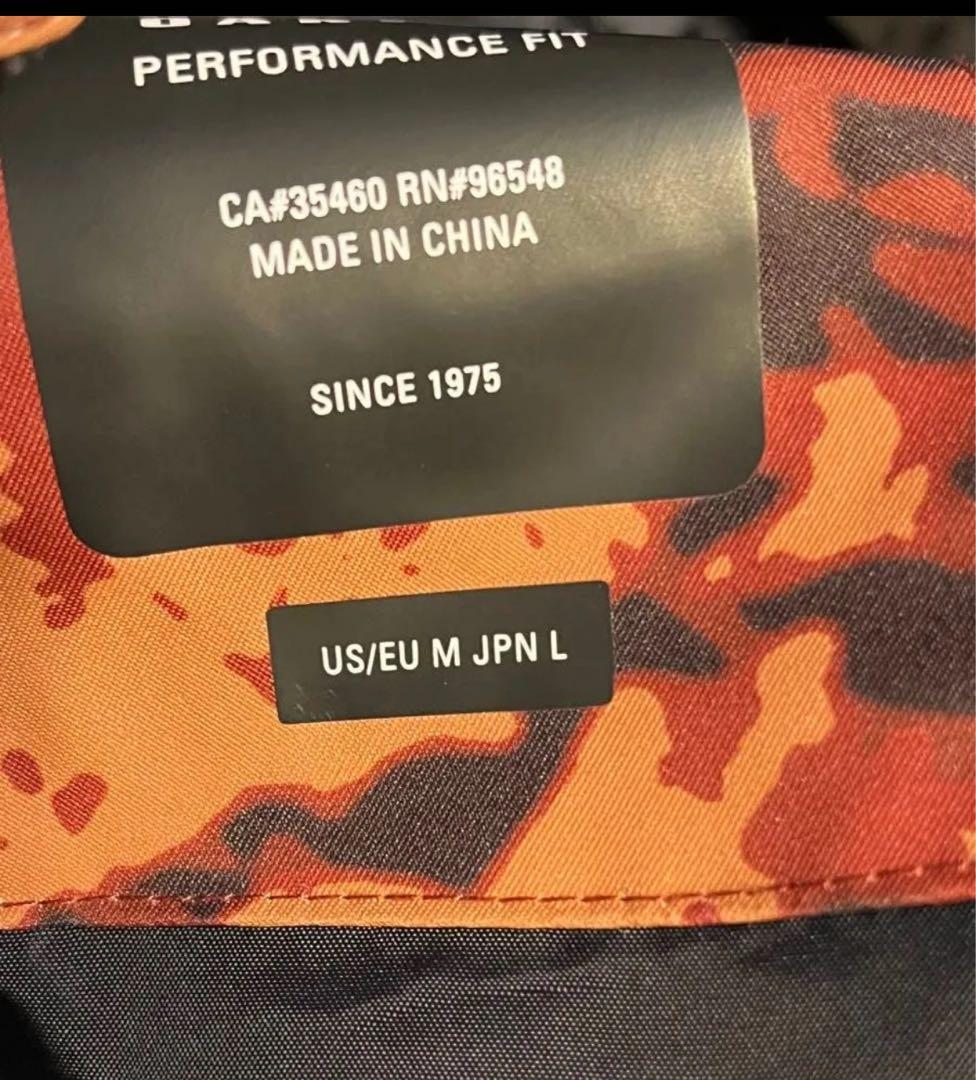 PERFORMANCE FIT
CA#35460 RN#96548
MADE IN CHINA
SINCE 1975
US/EU M JPN L